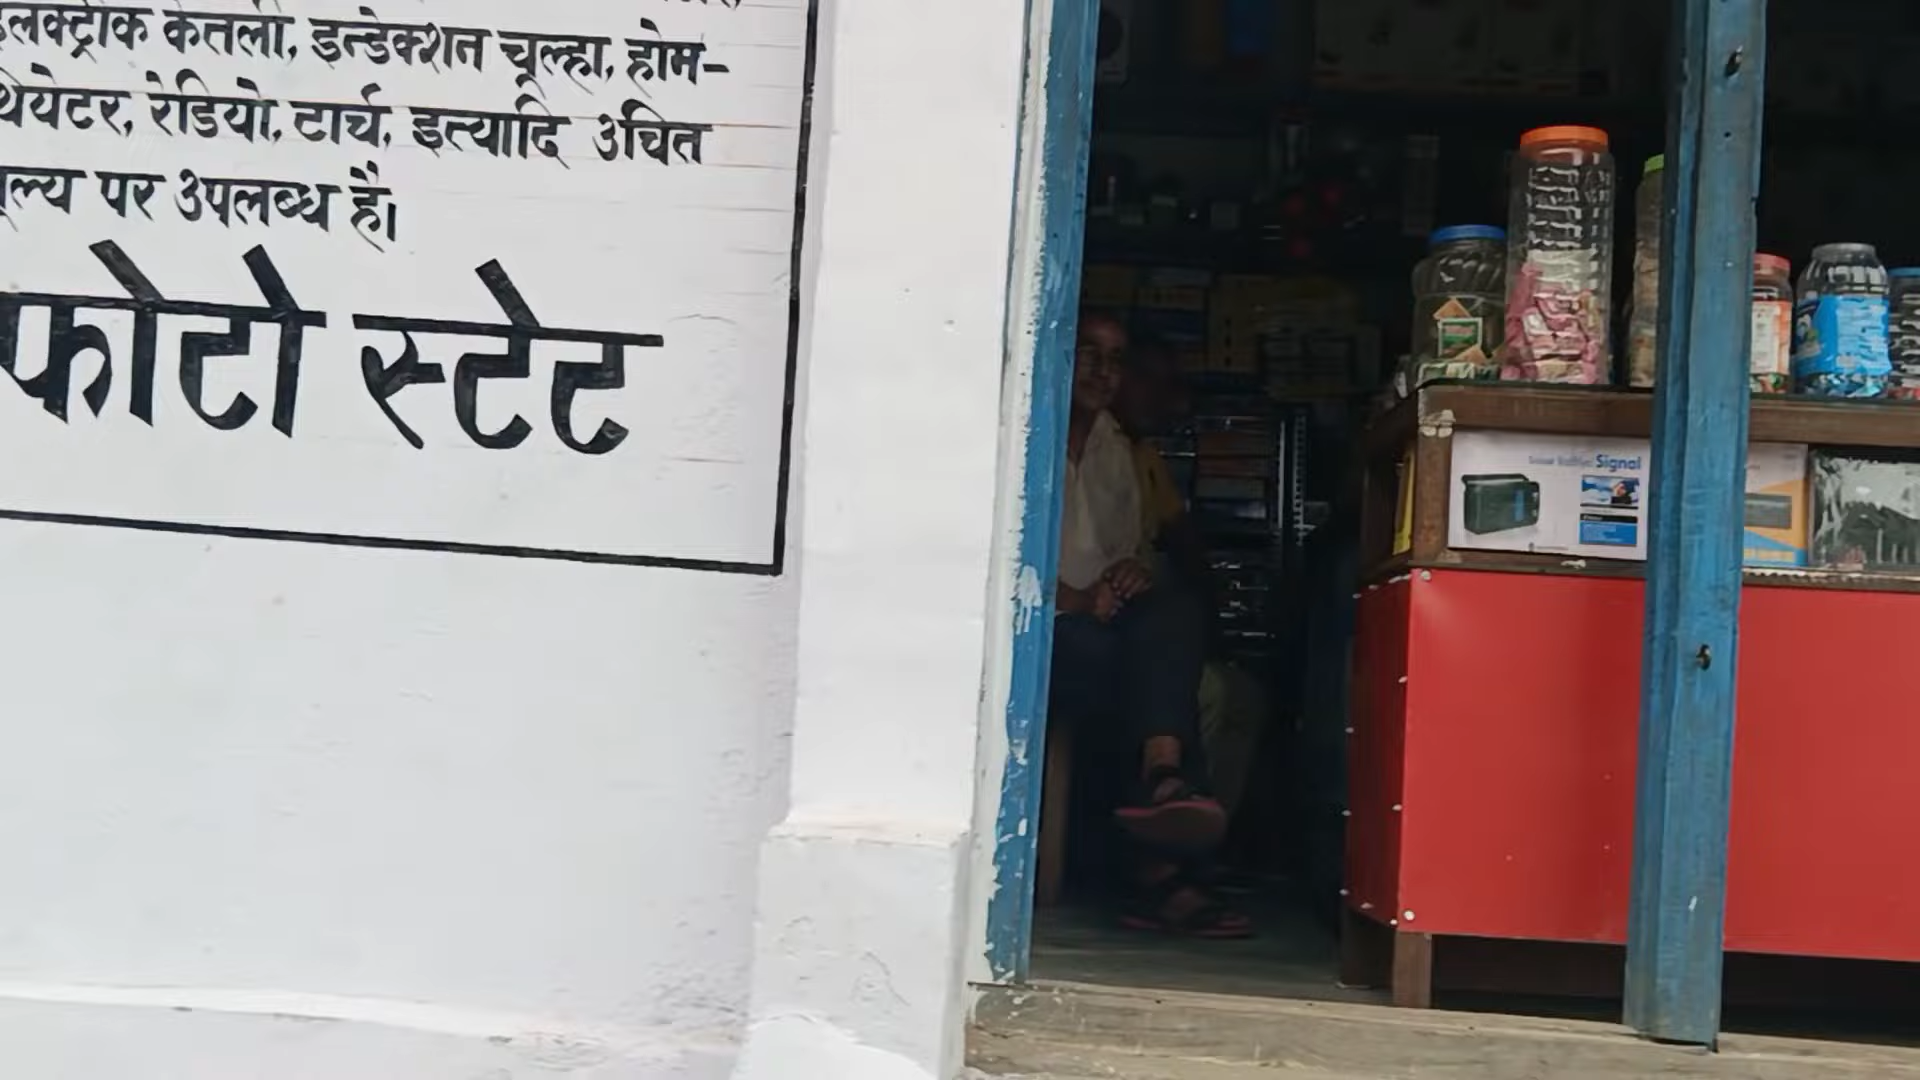 इलेक्ट्रीक केतली, इन्डेक्शन चूल्हा, होम-
थियेटर, रेडियो, टार्च, इत्यादि उचित
मूल्य पर उपलब्ध है।
फोटो स्टेट
Signal